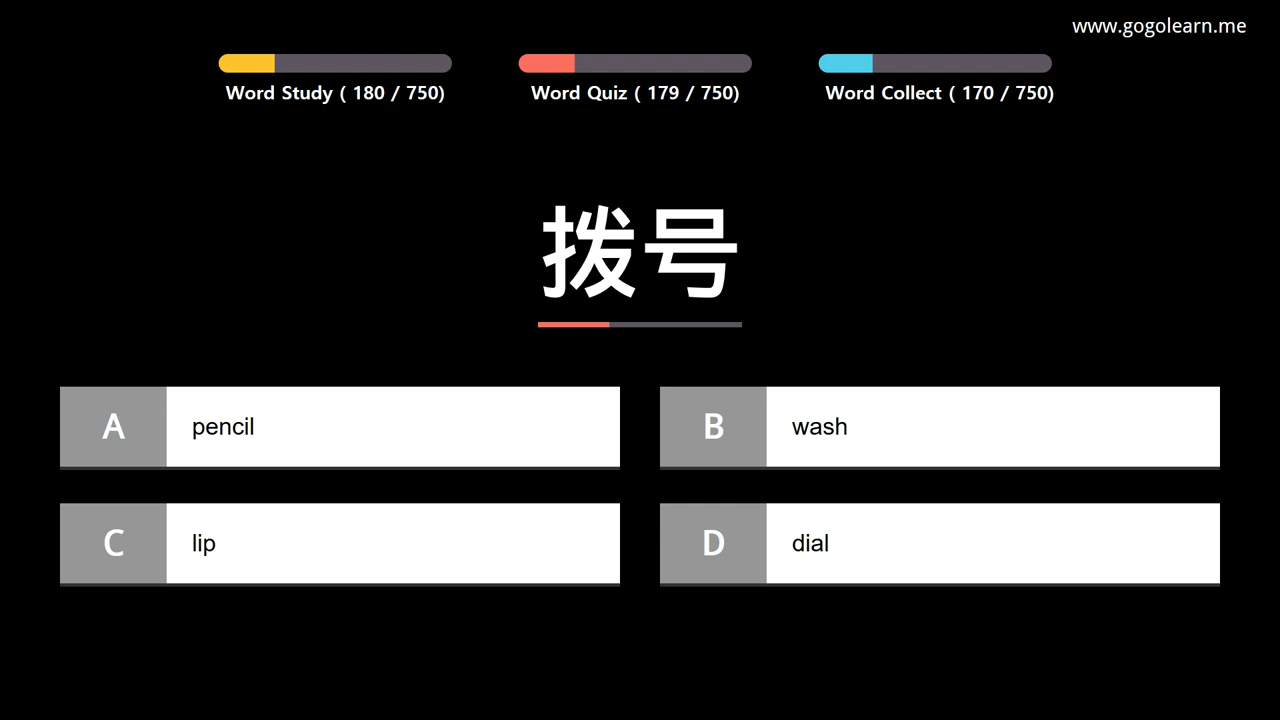 www.gogolearn.me
Word Study ( 180 / 750)
Word Quiz ( 179 / 750)
Word Collect ( 170 / 750)
拨号
A pencil
B wash
C lip
D dial